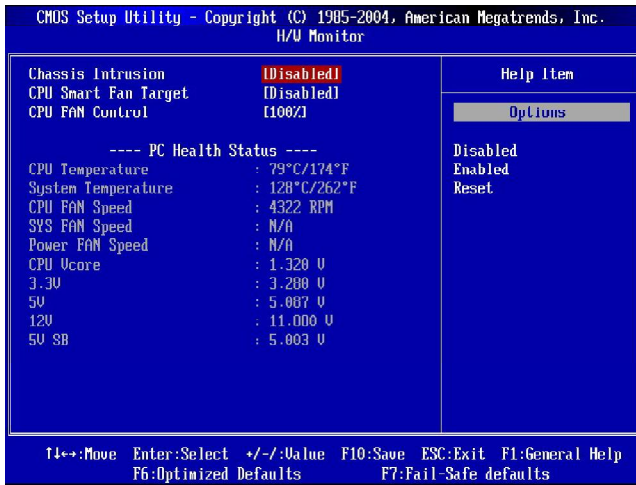 CMOS Setup Utility - Copyright (C) 1985-2004, American Megatrends, Inc.
H/W Monitor
Chassis Intrusion [Disabled] Help Item
CPU Smart Fan Target [Disabled]
CPU FAN Control [100%] Options
---- PC Health Status ---- Disabled
CPU Temperature : 79°C/174°F Enabled
System Temperature : 128°C/262°F Reset
CPU FAN Speed : 4322 RPM
SYS FAN Speed : N/A
Power FAN Speed : N/A
CPU Vcore : 1.320 V
3.3V : 3.280 V
5V : 5.087 V
12V : 11.000 V
5V SB : 5.003 V
↑↓←→:Move Enter:Select +/-/:Value F10:Save ESC:Exit F1:General Help
F6:Optimized Defaults F7:Fail-Safe defaults